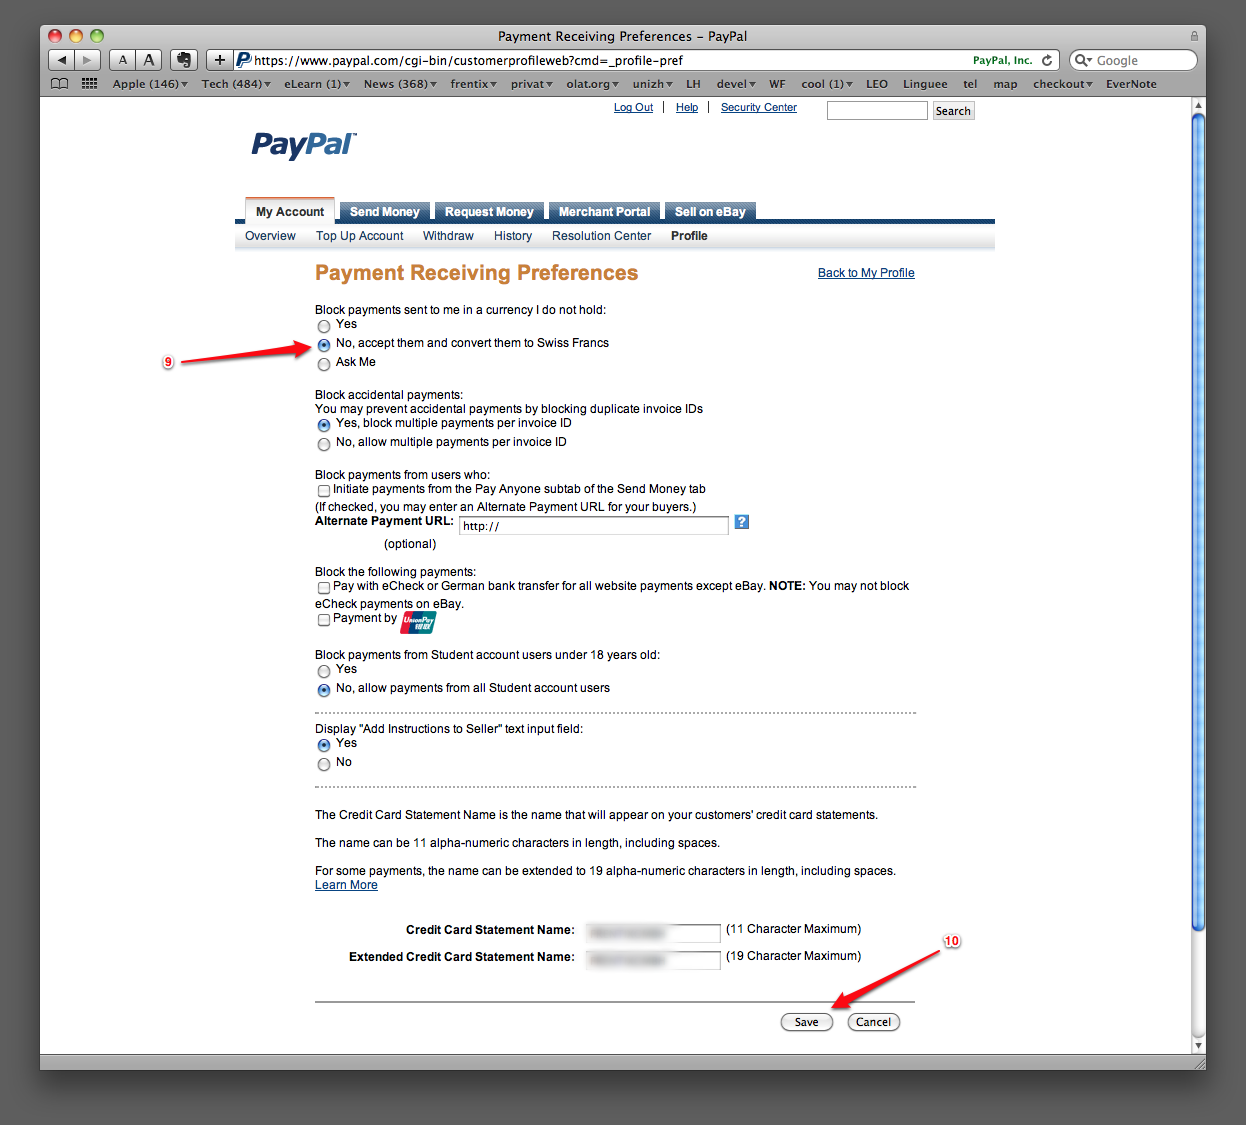 Payment Receiving Preferences – PayPal
A A + https://www.paypal.com/cgi-bin/customerprofileweb?cmd=_profile-pref PayPal, Inc. Google
Apple (146) Tech (484) eLearn (1) News (368) frentix privat olat.org unizh LH devel WF cool (1) LEO Linguee tel map checkout EverNote
Log Out | Help | Security Center Search
PayPal™
My Account Send Money Request Money Merchant Portal Sell on eBay
Overview Top Up Account Withdraw History Resolution Center Profile
Payment Receiving Preferences Back to My Profile
Block payments sent to me in a currency I do not hold:
Yes
9 No, accept them and convert them to Swiss Francs
Ask Me
Block accidental payments:
You may prevent accidental payments by blocking duplicate invoice IDs
Yes, block multiple payments per invoice ID
No, allow multiple payments per invoice ID
Block payments from users who:
Initiate payments from the Pay Anyone subtab of the Send Money tab
(If checked, you may enter an Alternate Payment URL for your buyers.)
Alternate Payment URL: http:// ?
(optional)
Block the following payments:
Pay with eCheck or German bank transfer for all website payments except eBay. NOTE: You may not block
eCheck payments on eBay.
Payment by UnionPay 银联
Block payments from Student account users under 18 years old:
Yes
No, allow payments from all Student account users
Display "Add Instructions to Seller" text input field:
Yes
No
The Credit Card Statement Name is the name that will appear on your customers' credit card statements.
The name can be 11 alpha-numeric characters in length, including spaces.
For some payments, the name can be extended to 19 alpha-numeric characters in length, including spaces.
Learn More
Credit Card Statement Name: (11 Character Maximum)
10
Extended Credit Card Statement Name: (19 Character Maximum)
Save Cancel